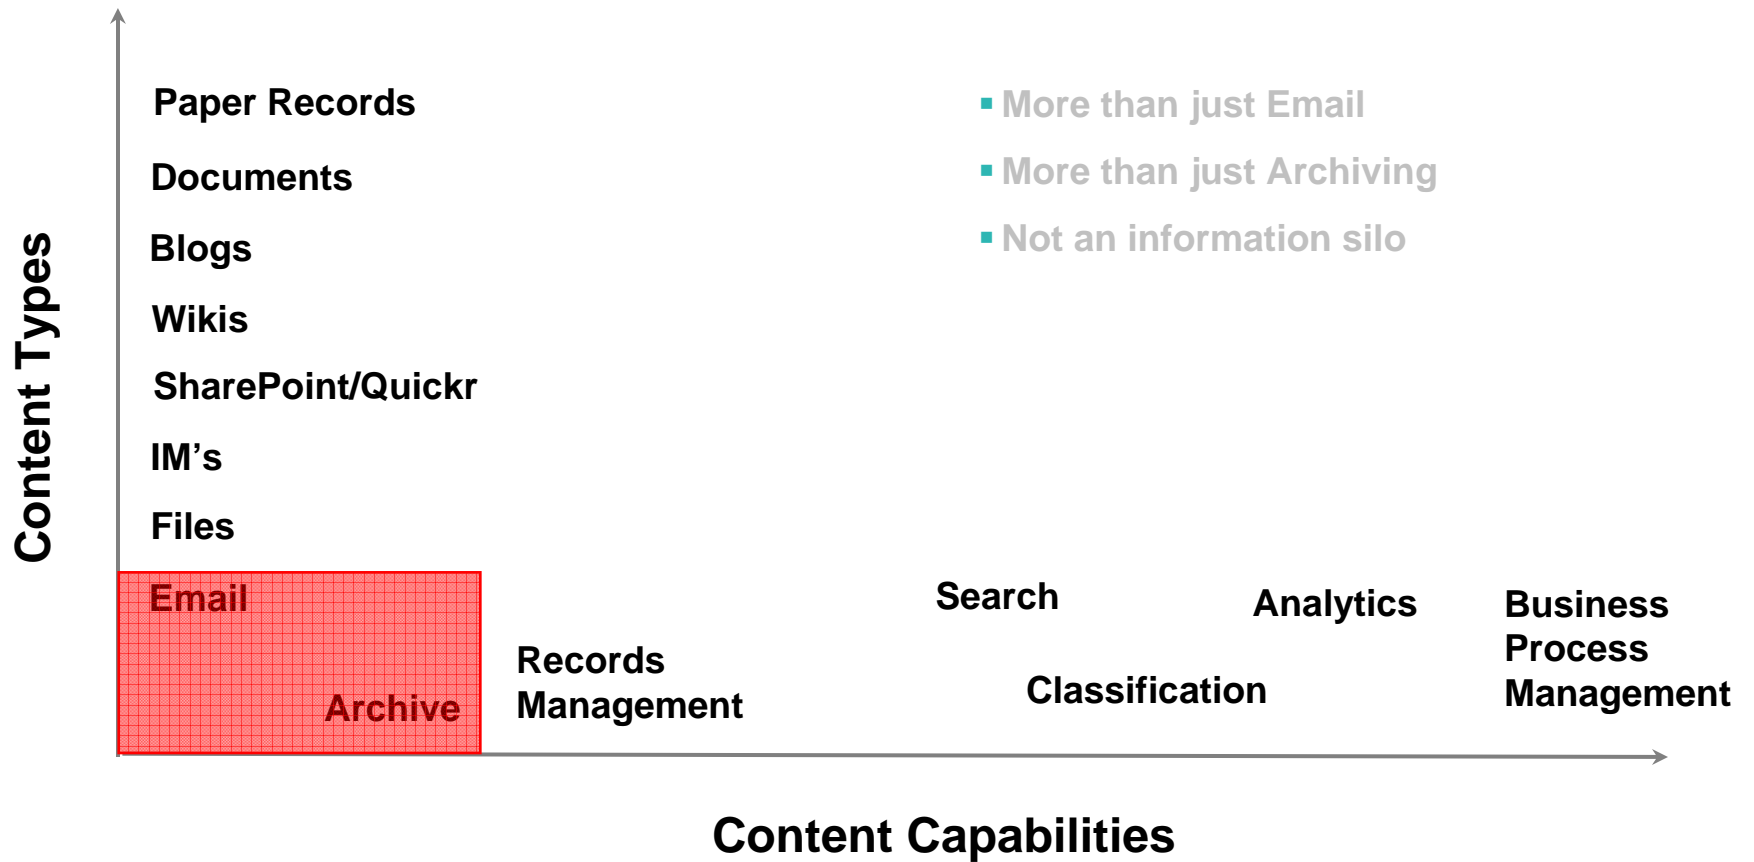 Paper Records
Documents
Blogs
Wikis
SharePoint/Quickr
IM’s
Files
Email
Archive
Content Types
More than just Email
More than just Archiving
Not an information silo
Records
Management
Search
Classification
Analytics
Business
Process
Management
Content Capabilities